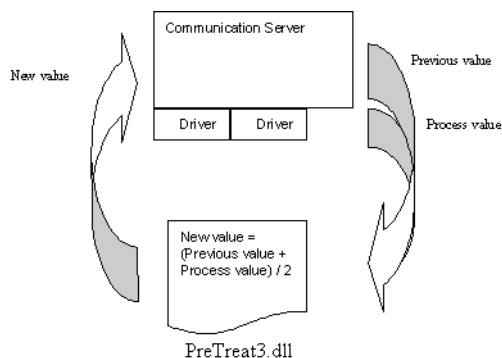 Communication Server
New value
Previous value
Process value
Driver
Driver
New value =
(Previous value +
Process value) / 2
PreTreat3.dll